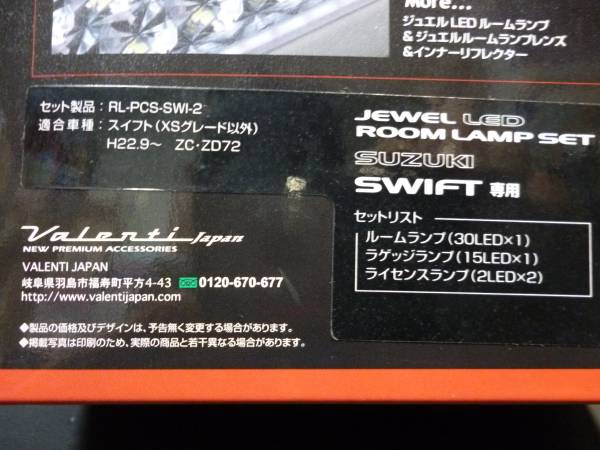 More...
ジュエルLEDルームランプ
&ジュエルルームランプレンズ
&インナーリフレクター
セット製品:RL-PCS-SWI-2
適合車種:スイフト(XSグレード以外)
H22.9～ ZC・ZD72
JEWEL LED
ROOM LAMP SET
SUZUKI
SWIFT 専用
セットリスト
ルームランプ(30LED×1)
ラゲッジランプ(15LED×1)
ライセンスランプ(2LED×2)
Valenti Japan
NEW PREMIUM ACCESSORIES
VALENTI JAPAN
岐阜県羽島市福寿町平方4-43 0120-670-677
http://www.valentijapan.com/
◆製品の価格及びデザインは、予告無く変更する場合があります。
◆掲載写真は印刷のため、実際の商品と若干異なる場合があります。